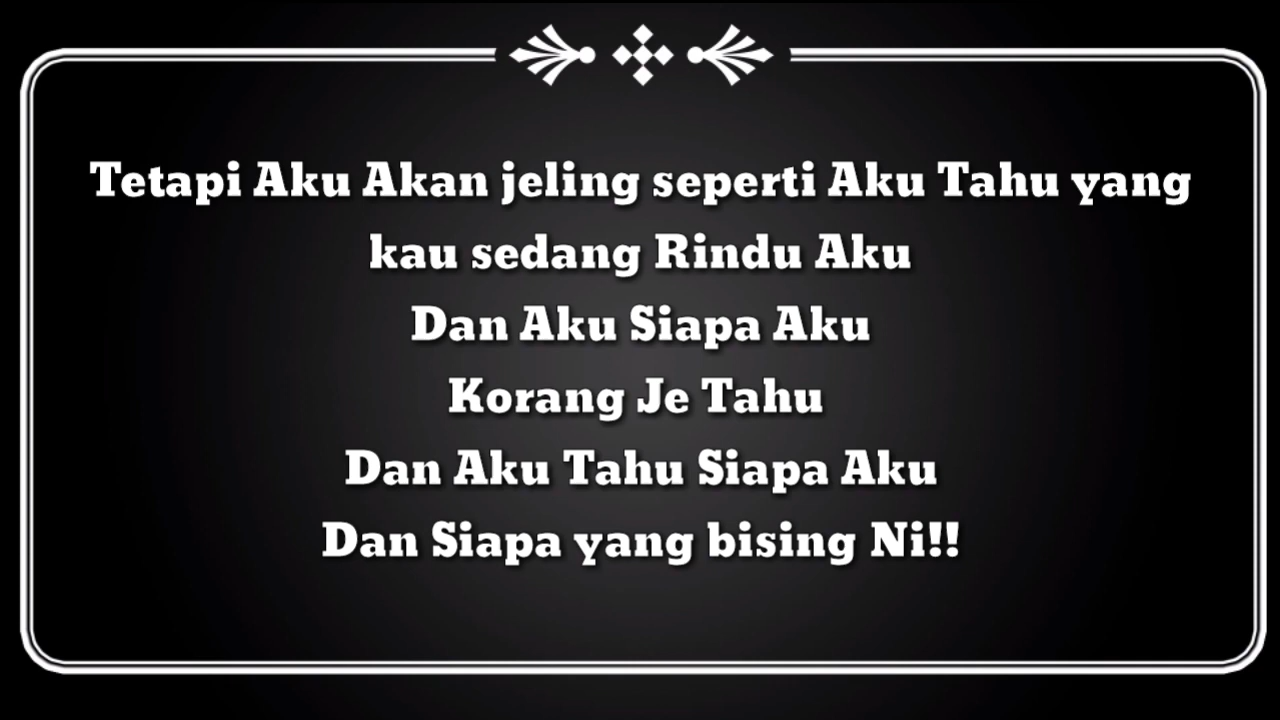 Tetapi Aku Akan jeling seperti Aku Tahu yang
kau sedang Rindu Aku
Dan Aku Siapa Aku
Korang Je Tahu
Dan Aku Tahu Siapa Aku
Dan Siapa yang bising Ni!!